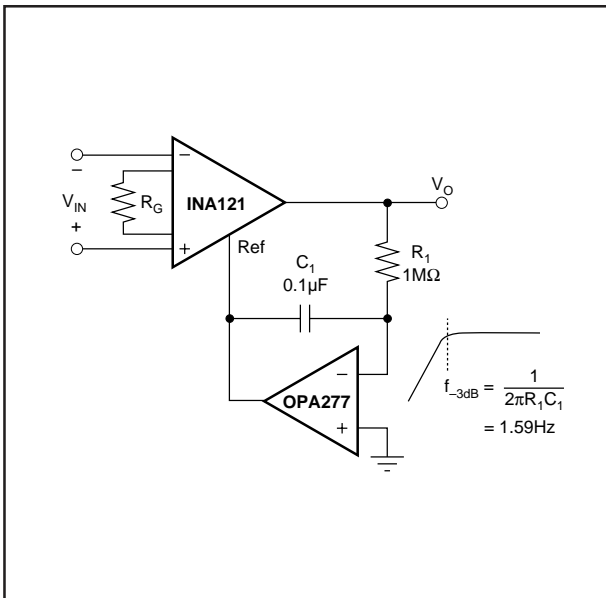 −
V_IN
+
R_G
−
INA121
+
Ref
V_O
C_1
0.1µF
R_1
1MΩ
−
OPA277
+
f_−3dB = 1 / 2πR_1C_1
= 1.59Hz